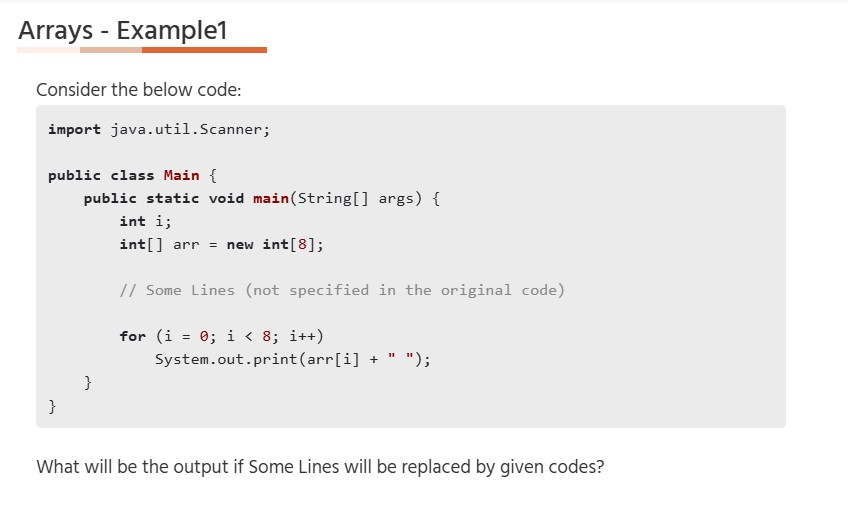 Arrays - Example1
Consider the below code:
import java.util.Scanner;
public class Main {
public static void main(String[] args) {
int i;
int[] arr = new int[8];
// Some Lines (not specified in the original code)
for (i = 0; i < 8; i++)
System.out.print(arr[i] + " ");
}
}
What will be the output if Some Lines will be replaced by given codes?